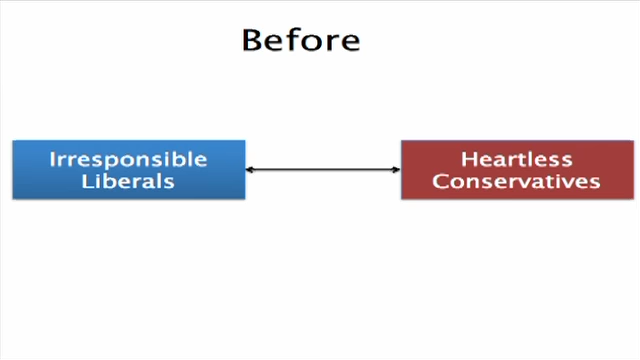 Before
Irresponsible
Liberals
Heartless
Conservatives